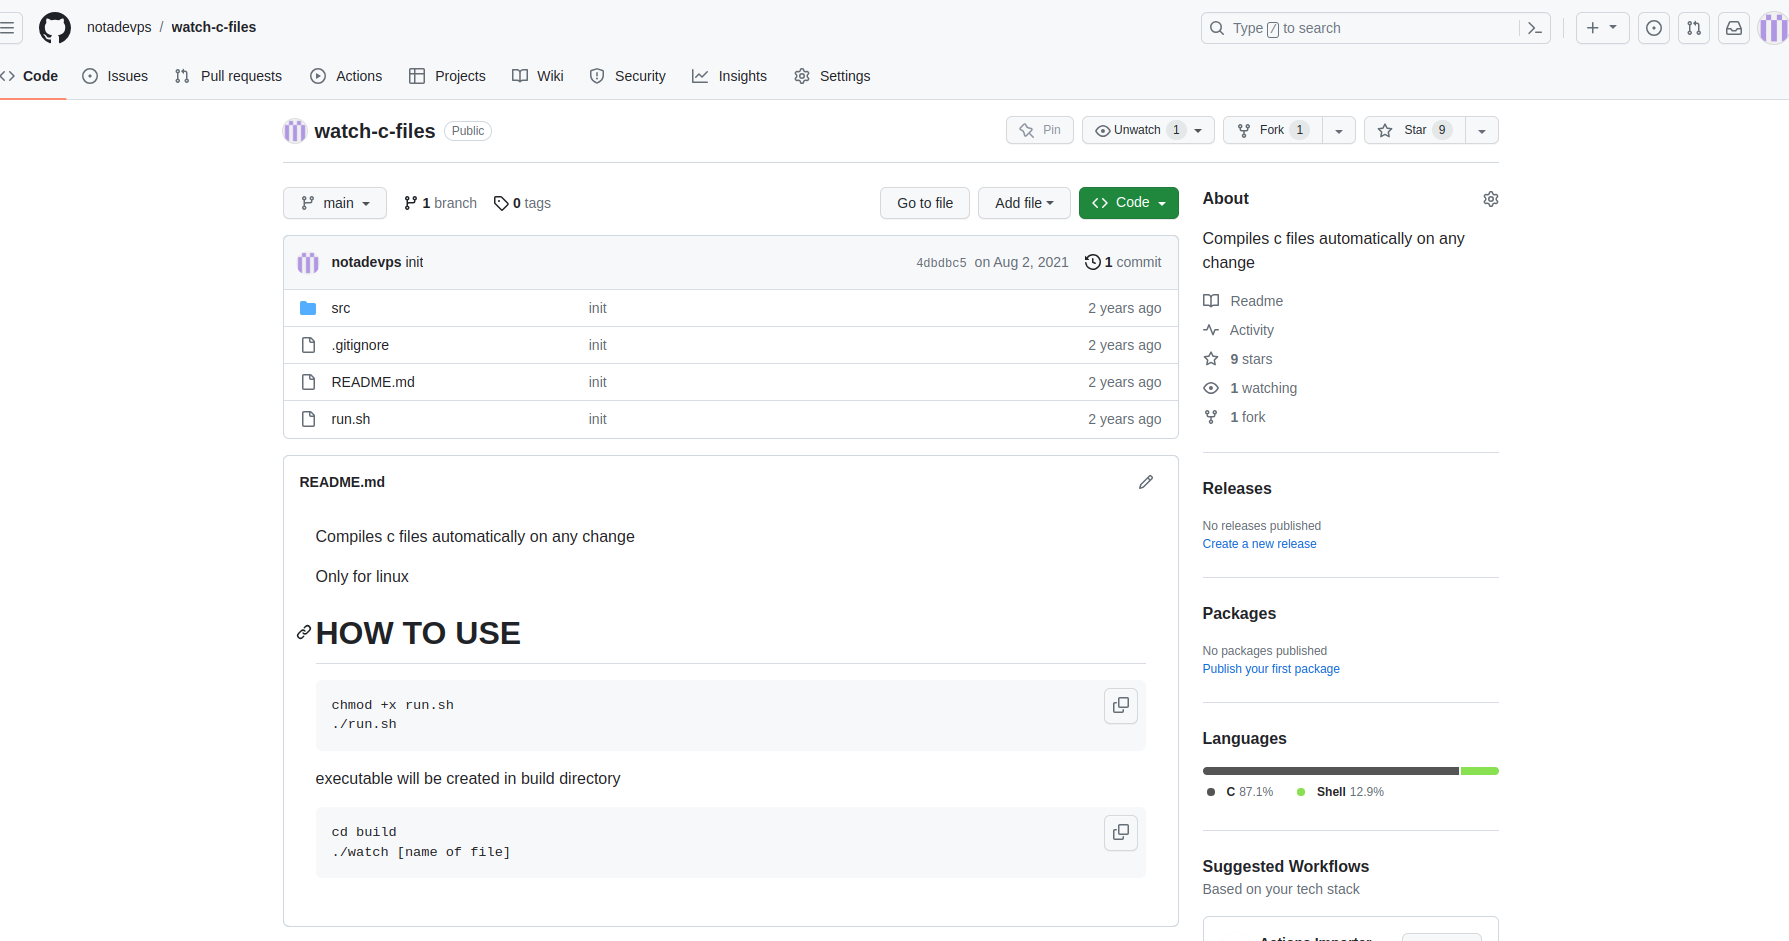 notadevps / watch-c-files
Type / to search
Code Issues Pull requests Actions Projects Wiki Security Insights Settings
watch-c-files Public
Pin Unwatch 1 Fork 1 Star 9
main 1 branch 0 tags Go to file Add file Code
notadevps init 4dbdbc5 on Aug 2, 2021 1 commit
src init 2 years ago
.gitignore init 2 years ago
README.md init 2 years ago
run.sh init 2 years ago
README.md
Compiles c files automatically on any change
Only for linux
HOW TO USE
chmod +x run.sh
./run.sh
executable will be created in build directory
cd build
./watch [name of file]
About
Compiles c files automatically on any
change
Readme
Activity
9 stars
1 watching
1 fork
Releases
No releases published
Create a new release
Packages
No packages published
Publish your first package
Languages
C 87.1% Shell 12.9%
Suggested Workflows
Based on your tech stack
Actions Importer